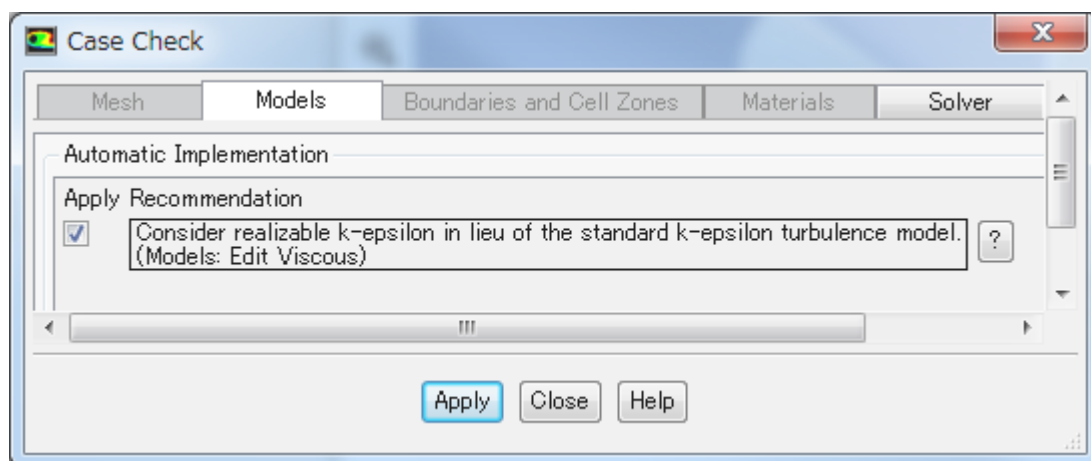 Case Check
Mesh Models Boundaries and Cell Zones Materials Solver
Automatic Implementation
Apply Recommendation
Consider realizable k-epsilon in lieu of the standard k-epsilon turbulence model.
(Models: Edit Viscous)
?
Apply Close Help